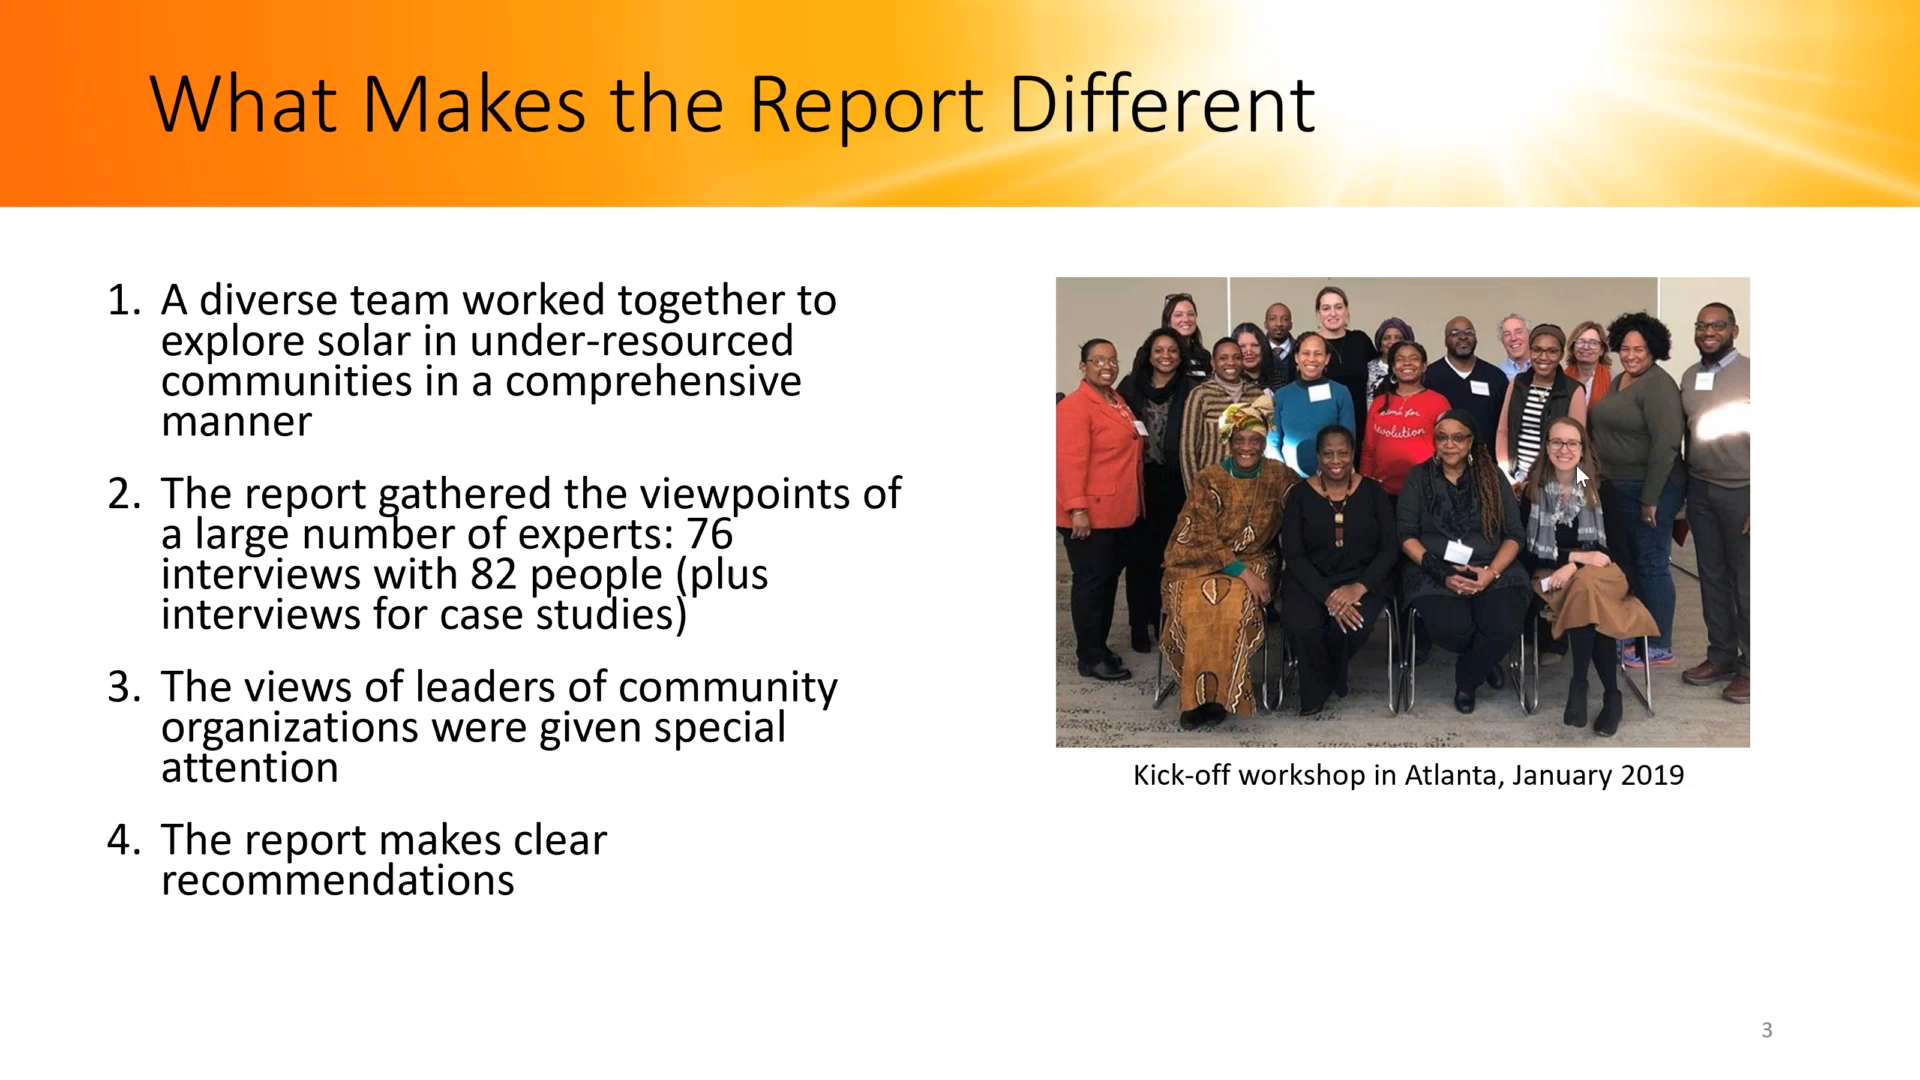 What Makes the Report Different
1. A diverse team worked together to
explore solar in under-resourced
communities in a comprehensive
manner
2. The report gathered the viewpoints of
a large number of experts: 76
interviews with 82 people (plus
interviews for case studies)
3. The views of leaders of community
organizations were given special
attention
4. The report makes clear
recommendations
Kick-off workshop in Atlanta, January 2019
3